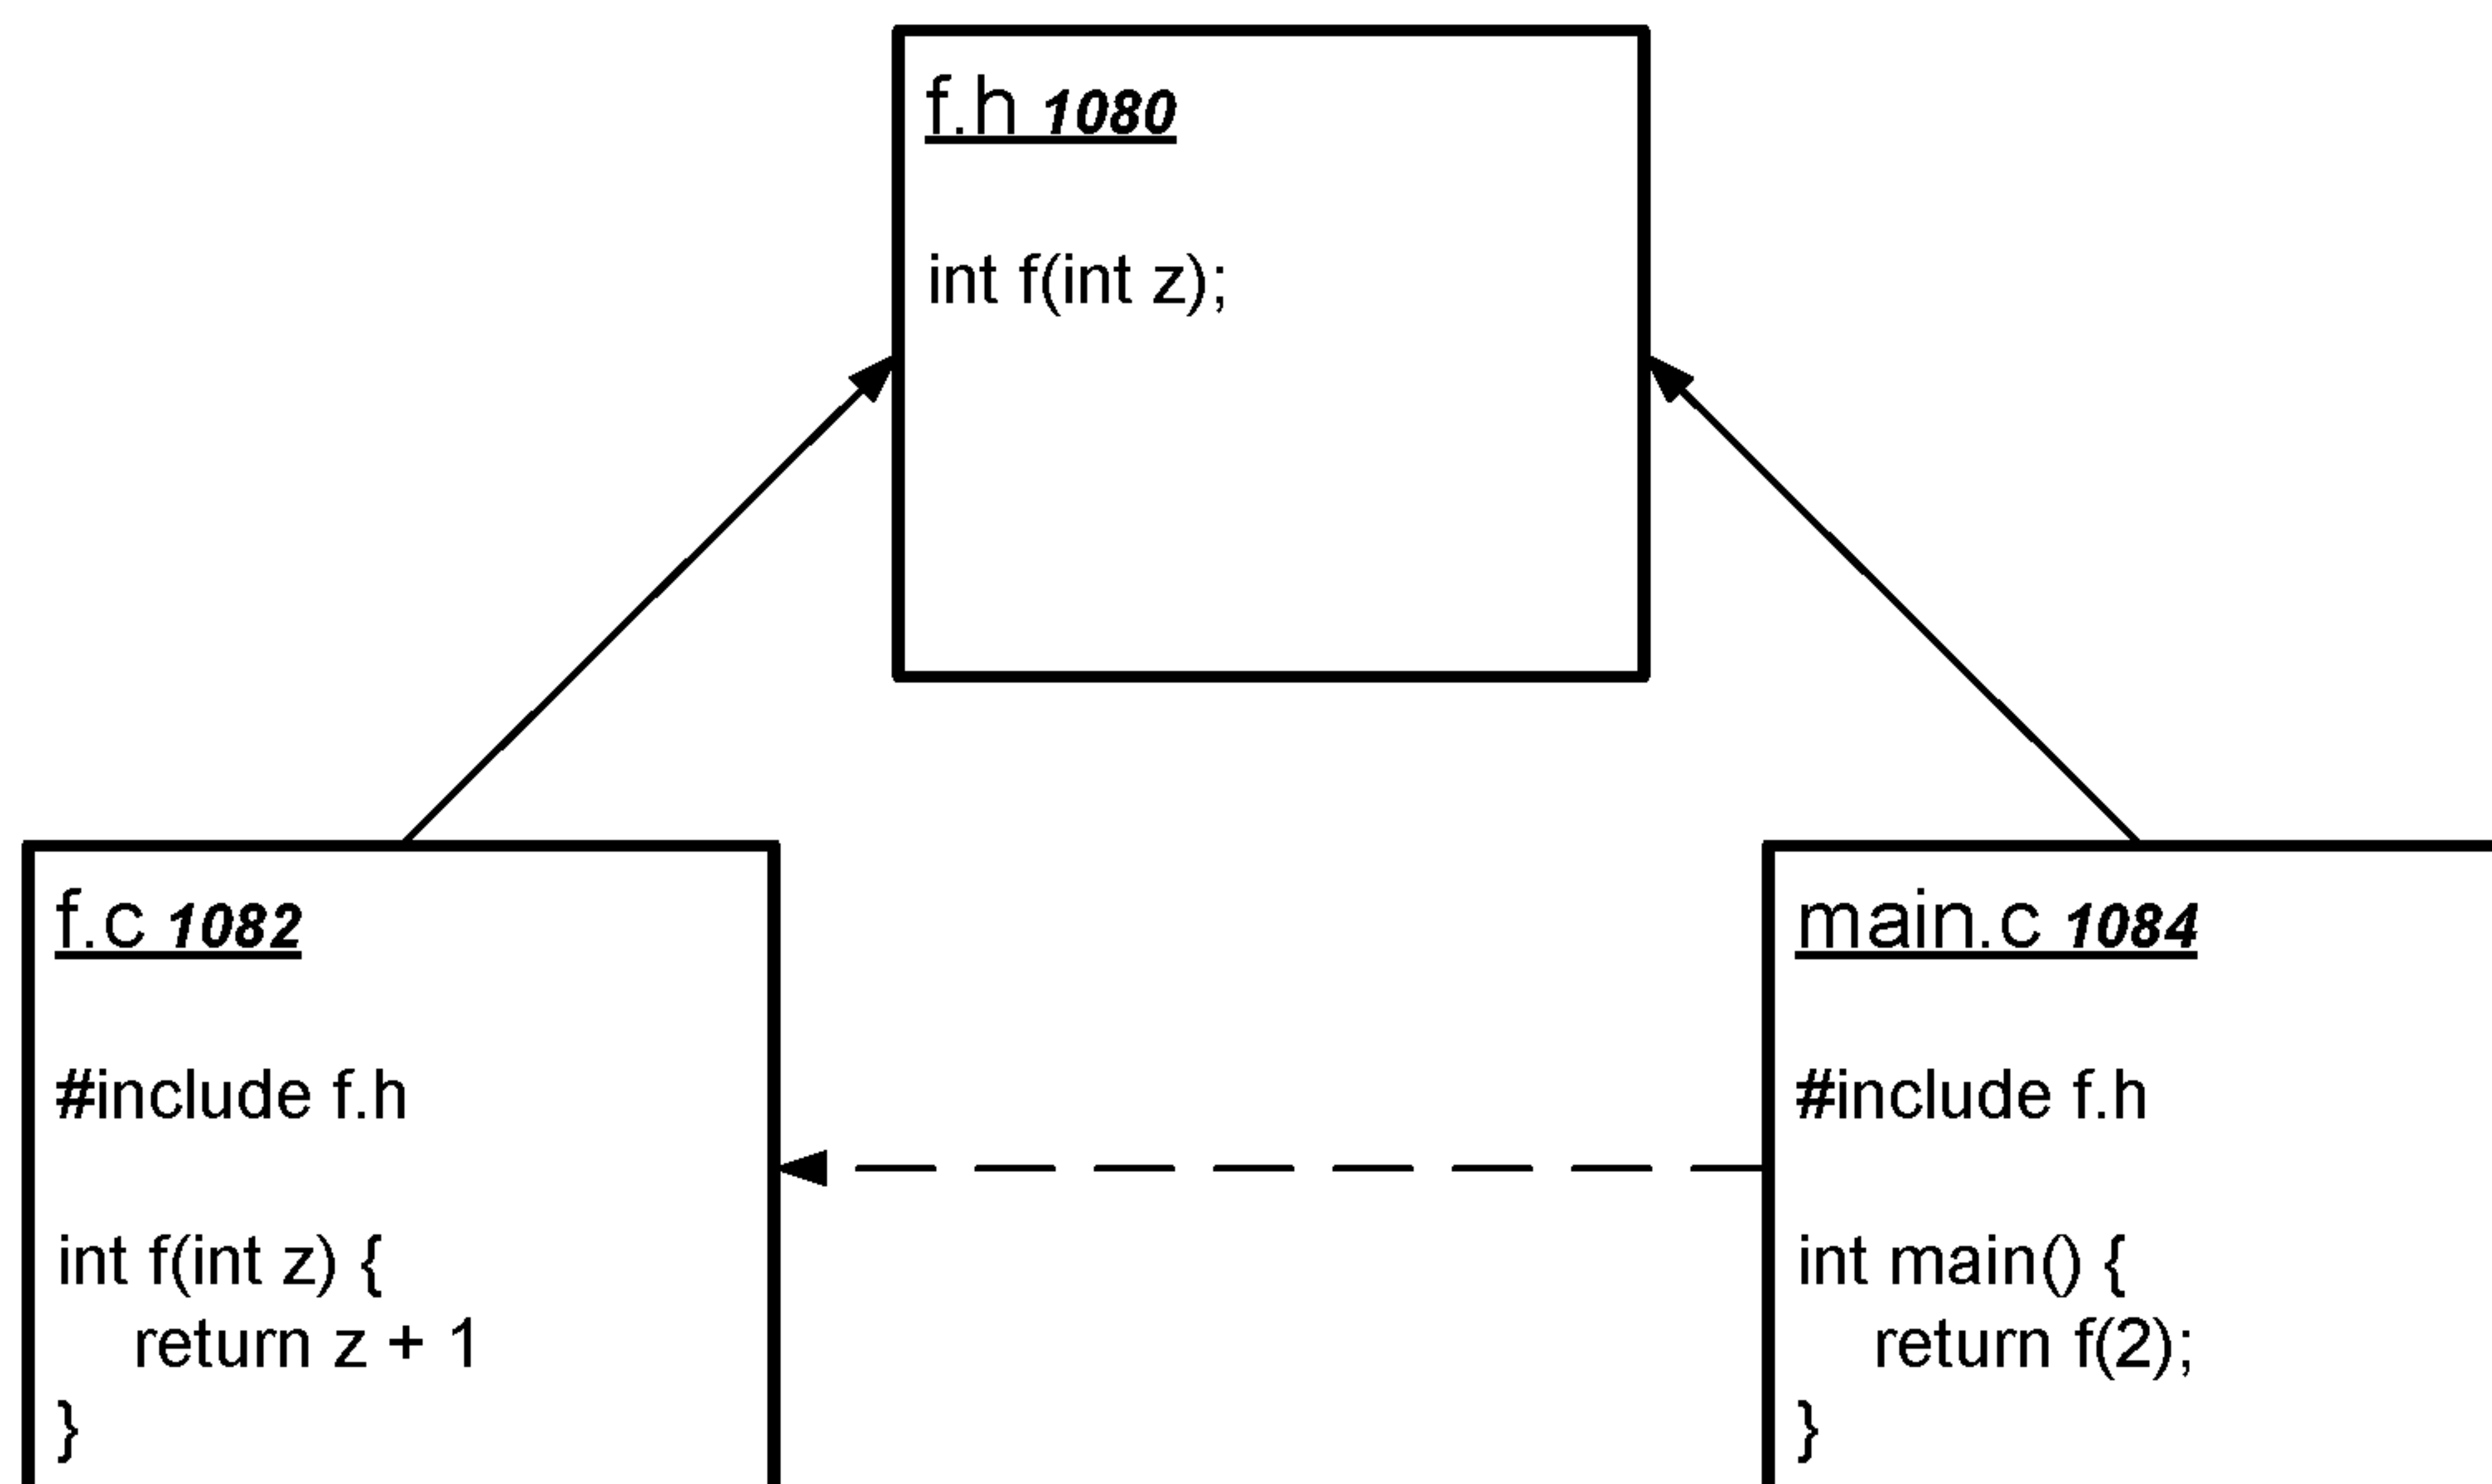 f.h 1080
int f(int z);
f.c 1082
#include f.h
int f(int z) {
return z + 1
}
main.c 1084
#include f.h
int main() {
return f(2);
}